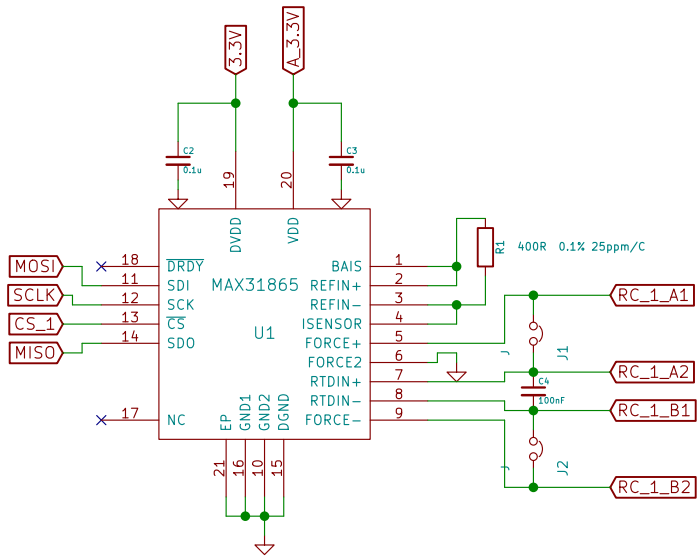 3.3V
A_3.3V
C2
0.1u
C3
0.1u
19
20
DVDD
VDD
MOSI
SCLK
CS_1
MISO
18
11
12
13
14
17
DRDY
SDI
SCK
CS
SDO
NC
MAX31865
U1
BAIS
REFIN+
REFIN-
ISENSOR
FORCE+
FORCE2
RTDIN+
RTDIN-
FORCE-
1
2
3
4
5
6
7
8
9
EP
GND1
GND2
DGND
21
16
10
15
R1
400R 0.1% 25ppm/C
RC_1_A1
J
J1
RC_1_A2
C4
100nF
RC_1_B1
J
J2
RC_1_B2